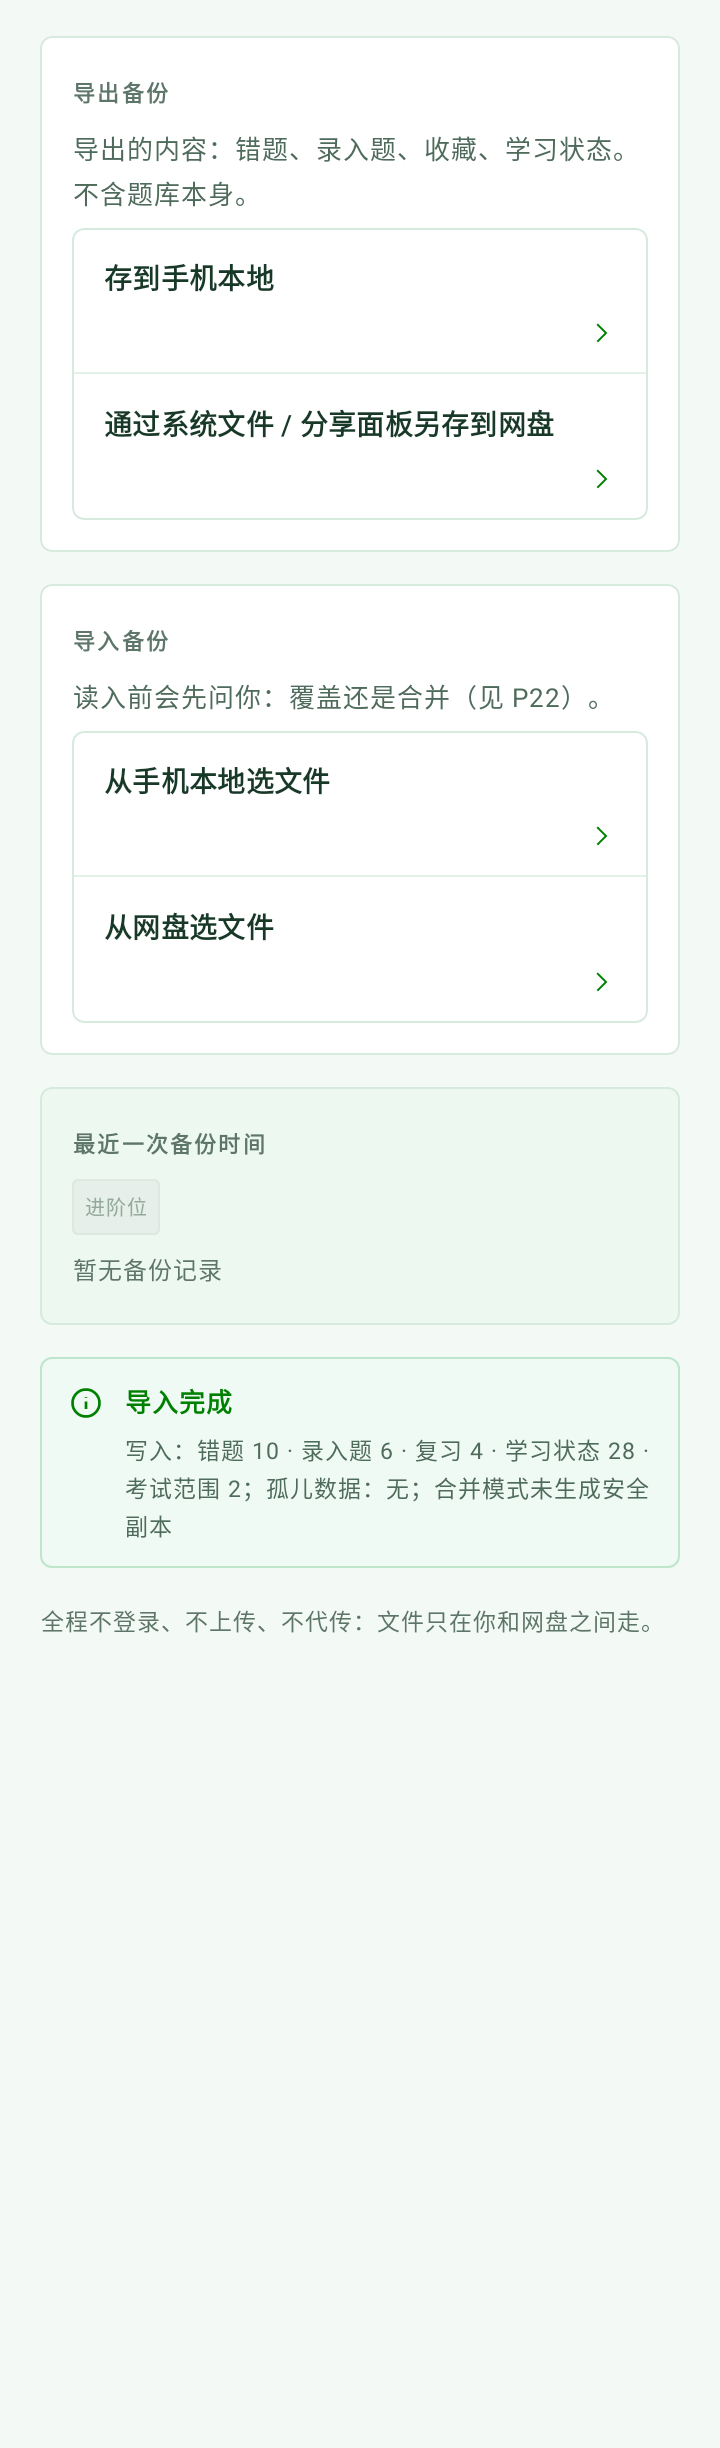 导出备份
导出的内容：错题、录入题、收藏、学习状态。
不含题库本身。
存到手机本地
通过系统文件 / 分享面板另存到网盘
导入备份
读入前会先问你：覆盖还是合并（见 P22）。
从手机本地选文件
从网盘选文件
最近一次备份时间
进阶位
暂无备份记录
导入完成
写入：错题 10 · 录入题 6 · 复习 4 · 学习状态 28 ·
考试范围 2；孤儿数据：无；合并模式未生成安全
副本
全程不登录、不上传、不代传：文件只在你和网盘之间走。